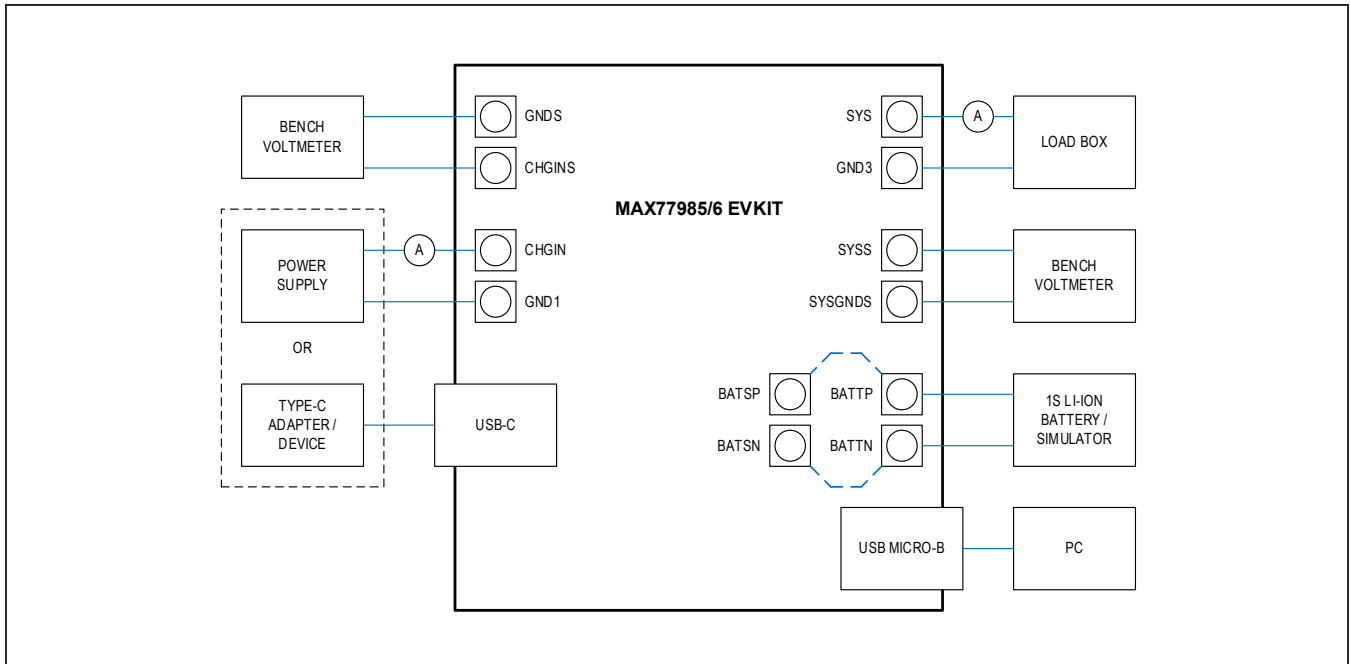 BENCH
VOLTMETER
GNDS
CHGINS
POWER
SUPPLY
A
CHGIN
GND1
OR
TYPE-C
ADAPTER /
DEVICE
USB-C
MAX77985/6 EVKIT
SYS
A
LOAD BOX
GND3
SYSS
SYSGNDS
BENCH
VOLTMETER
BATSP
BATTP
BATSN
BATTN
1S LI-ION
BATTERY /
SIMULATOR
USB MICRO-B
PC